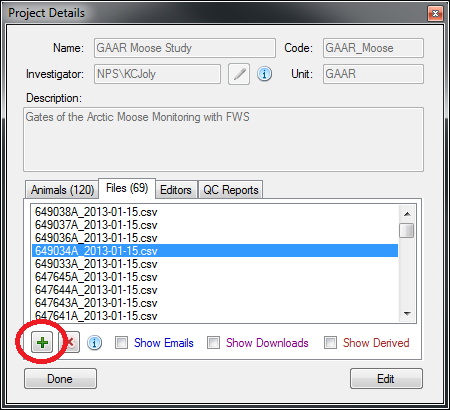 Project Details
Name: GAAR Moose Study Code: GAAR_Moose
Investigator: NPS\KCJoly Unit: GAAR
Description:
Gates of the Arctic Moose Monitoring with FWS
Animals (120) Files (69) Editors QC Reports
649038A_2013-01-15.csv
649037A_2013-01-15.csv
649036A_2013-01-15.csv
649034A_2013-01-15.csv
649033A_2013-01-15.csv
647645A_2013-01-15.csv
647644A_2013-01-15.csv
647643A_2013-01-15.csv
647641A_2013-01-15.csv
Show Emails Show Downloads Show Derived
Done Edit